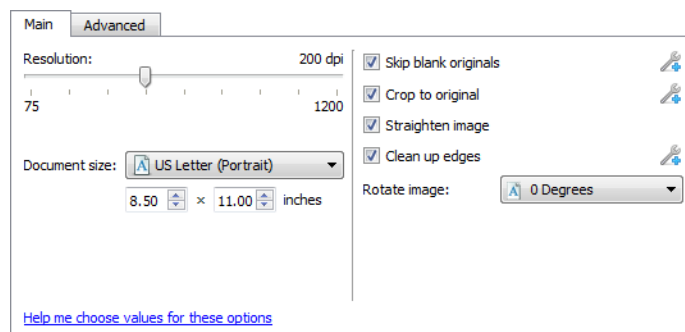 Main Advanced
Resolution: 200 dpi
75 1200
Document size: US Letter (Portrait)
8.50 × 11.00 inches
Skip blank originals
Crop to original
Straighten image
Clean up edges
Rotate image: 0 Degrees
Help me choose values for these options